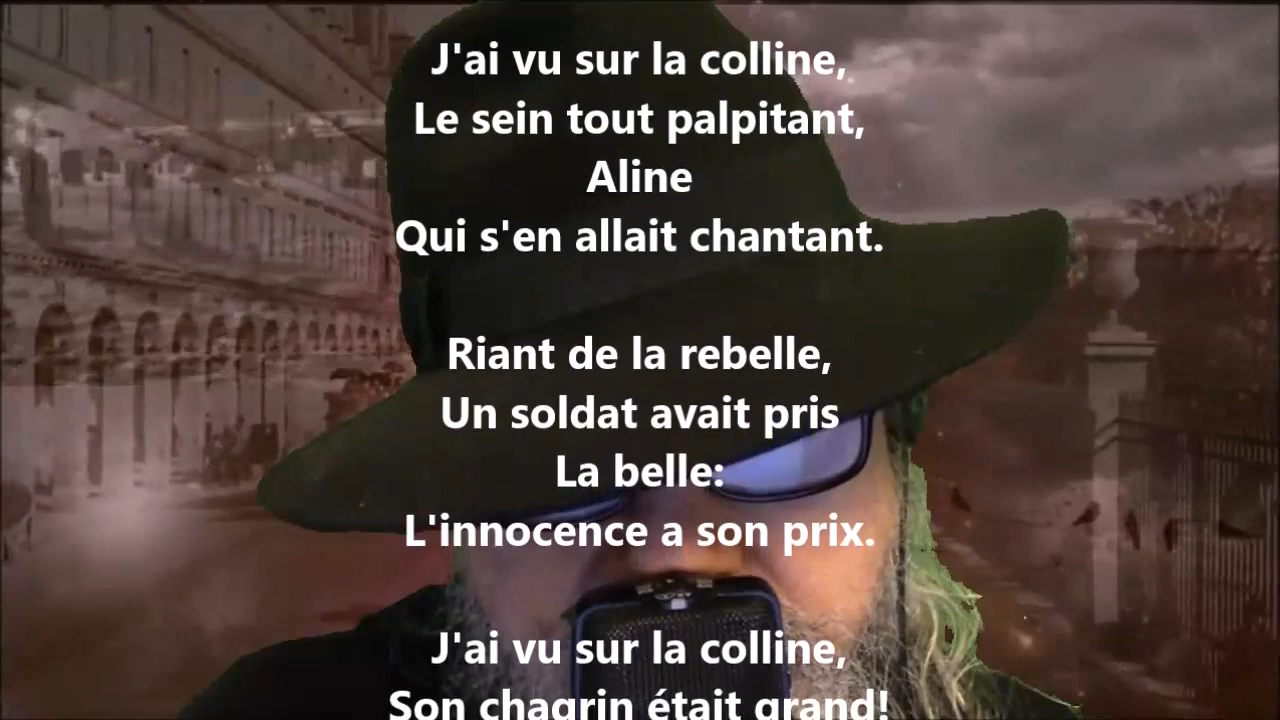 J'ai vu sur la colline,
Le sein tout palpitant,
Aline
Qui s'en allait chantant.
Riant de la rebelle,
Un soldat avait pris
La belle:
L'innocence a son prix.
J'ai vu sur la colline,
Son chagrin était grand!